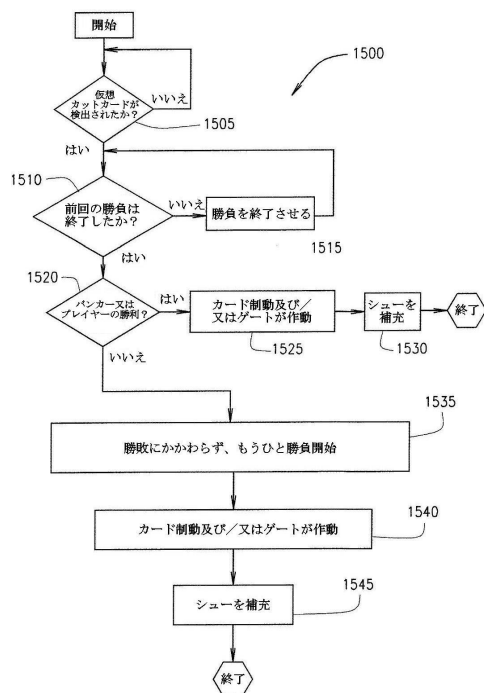 開始
1500
仮想
カットカードが
検出されたか?
いいえ
1505
はい
1510
前回の勝負は
終了したか?
いいえ
勝負を終了させる
1515
はい
1520
バンカー又は
プレイヤーの勝利?
はい
カード制動及び/
又はゲートが作動
1525
シューを
補充
1530
終了
いいえ
1535
勝敗にかかわらず、もうひと勝負開始
1540
カード制動及び/又はゲートが作動
1545
シューを補充
終了